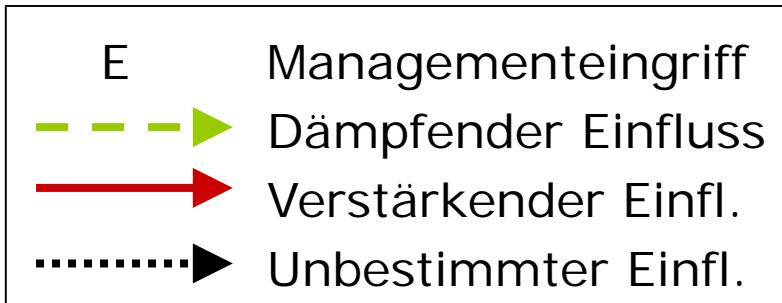 E Managementeingriff
Dämpfender Einfluss
Verstärkender Einfl.
Unbestimmter Einfl.